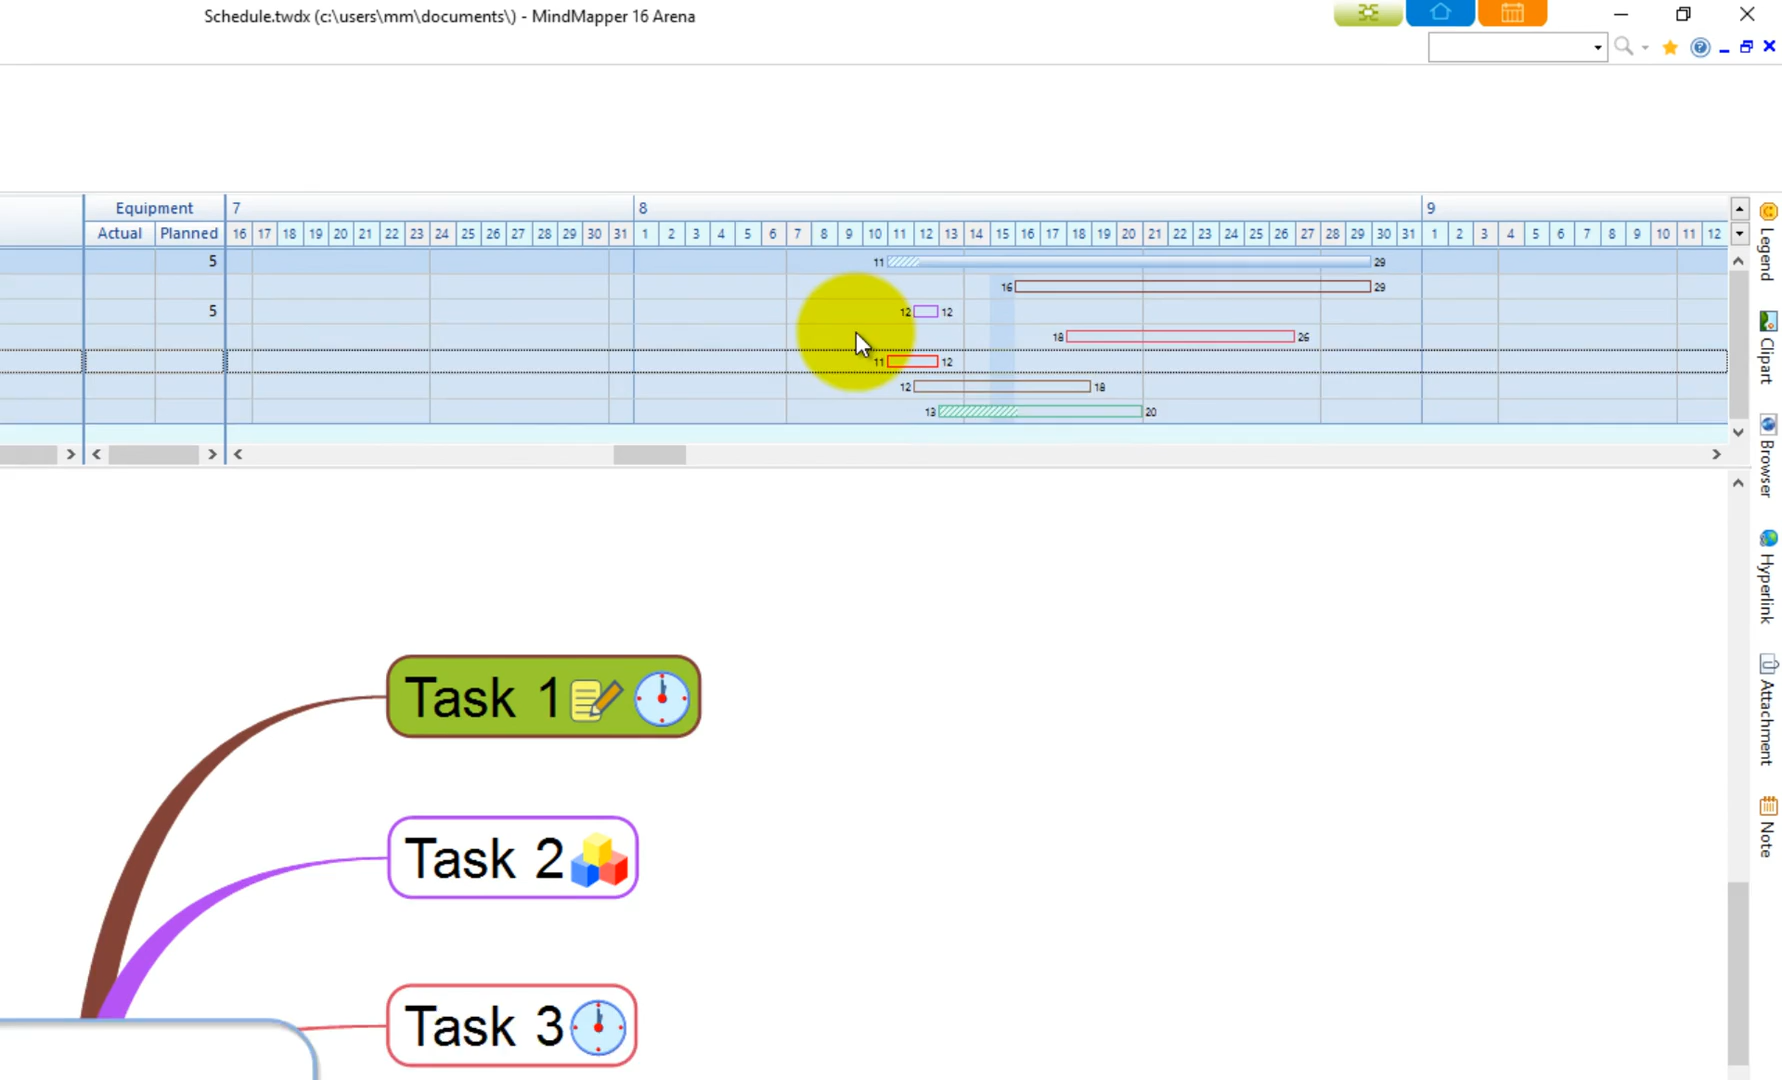 Schedule.twdx (c:\users\mm\documents\) - MindMapper 16 Arena
Equipment 7 8 9
Actual Planned 16 17 18 19 20 21 22 23 24 25 26 27 28 29 30 31 1 2 3 4 5 6 7 8 9 10 11 12 13 14 15 16 17 18 19 20 21 22 23 24 25 26 27 28 29 30 31 1 2 3 4 5 6 7 8 9 10 11 12
5 11 29
16 29
5 12 12
18 26
11 12
12 18
13 20
Legend
Clipart
Browser
Hyperlink
Attachment
Note
Task 1
Task 2
Task 3